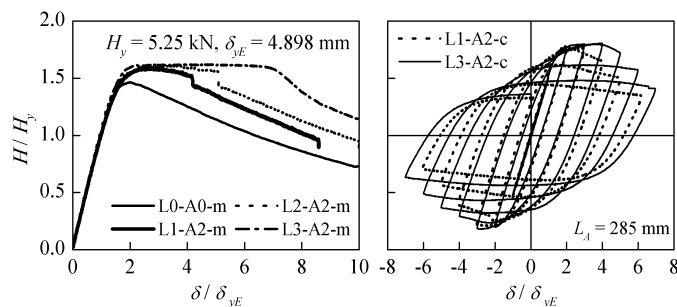 H / H_y
2.0
1.5
1.0
0.5
0.0
H_y = 5.25 kN, δ_yE = 4.898 mm
L0-A0-m
L1-A2-m
L2-A2-m
L3-A2-m
0 2 4 6 8 10
δ / δ_yE
L1-A2-c
L3-A2-c
L_A = 285 mm
-8 -6 -4 -2 0 2 4 6 8
δ / δ_yE